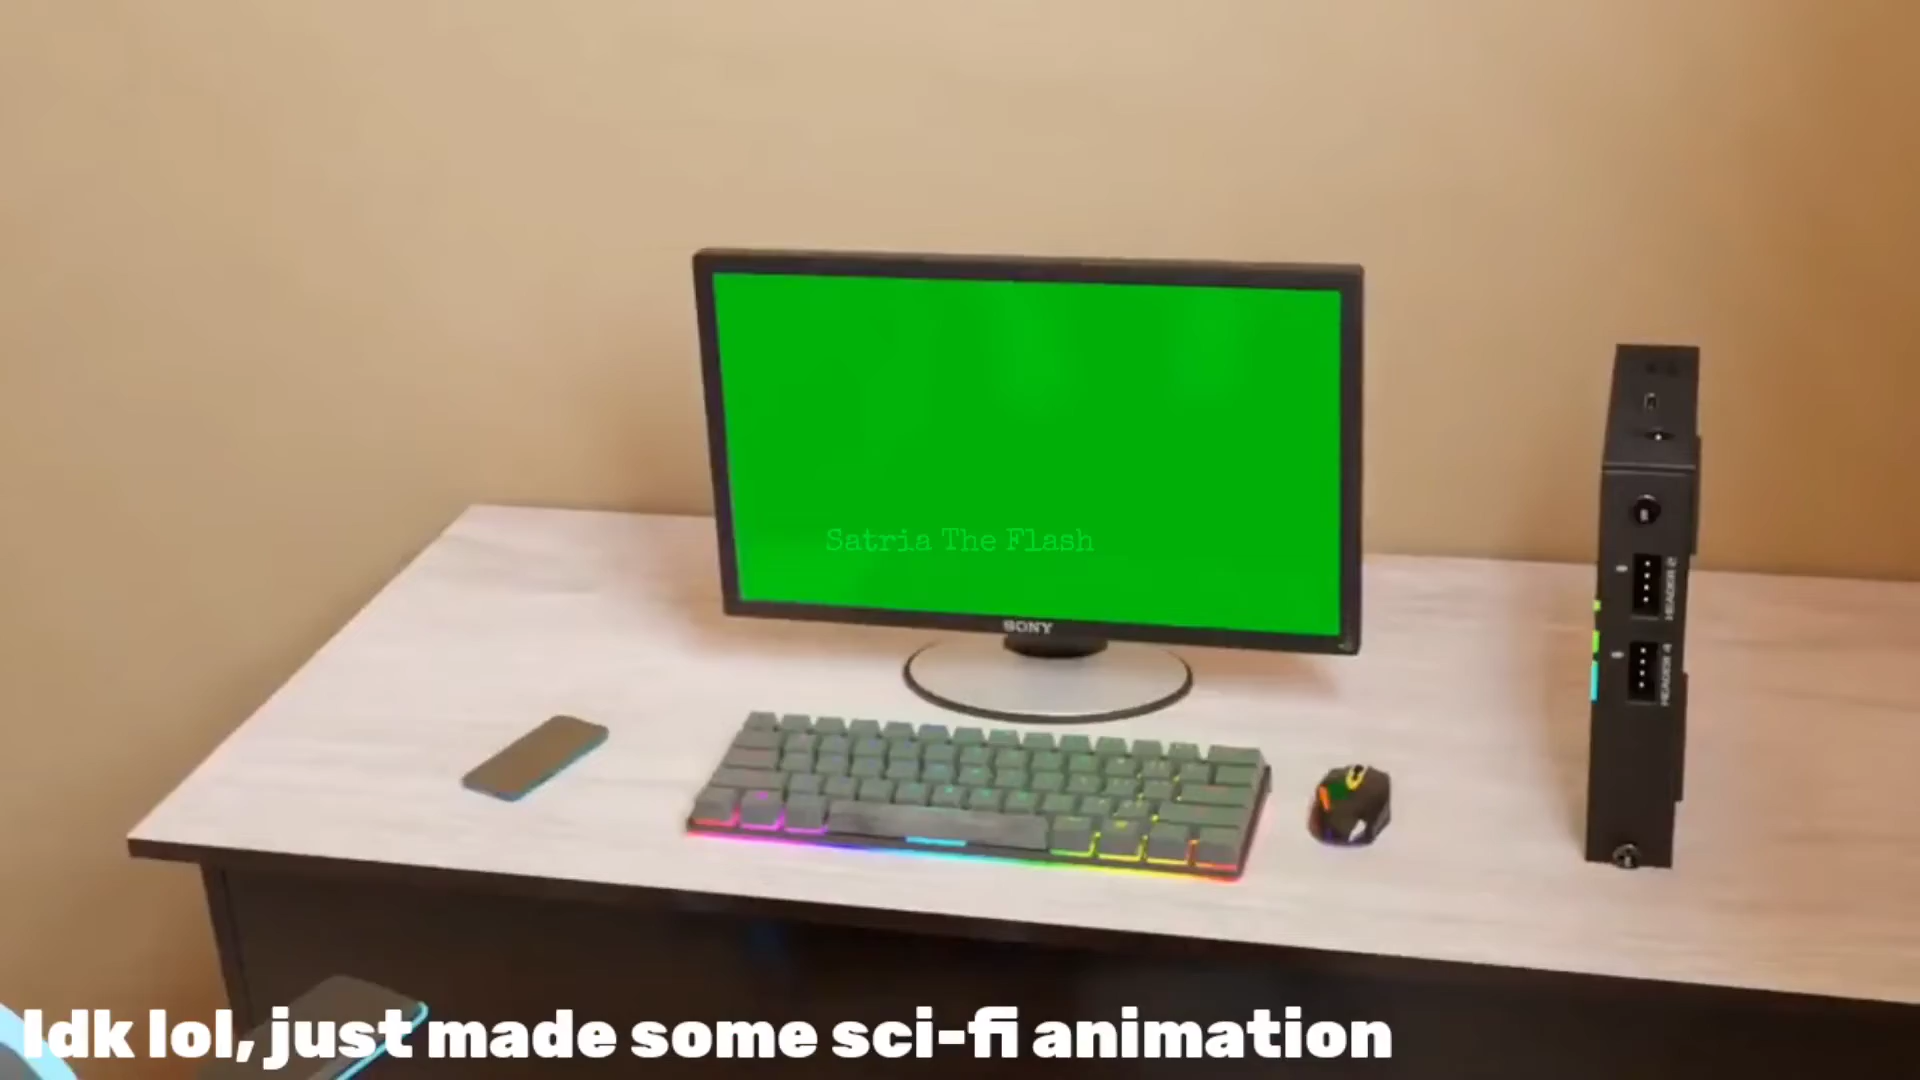 Satria The Flash
SONY
HEADER 2
HEADER 4
Idk lol, just made some sci-fi animation